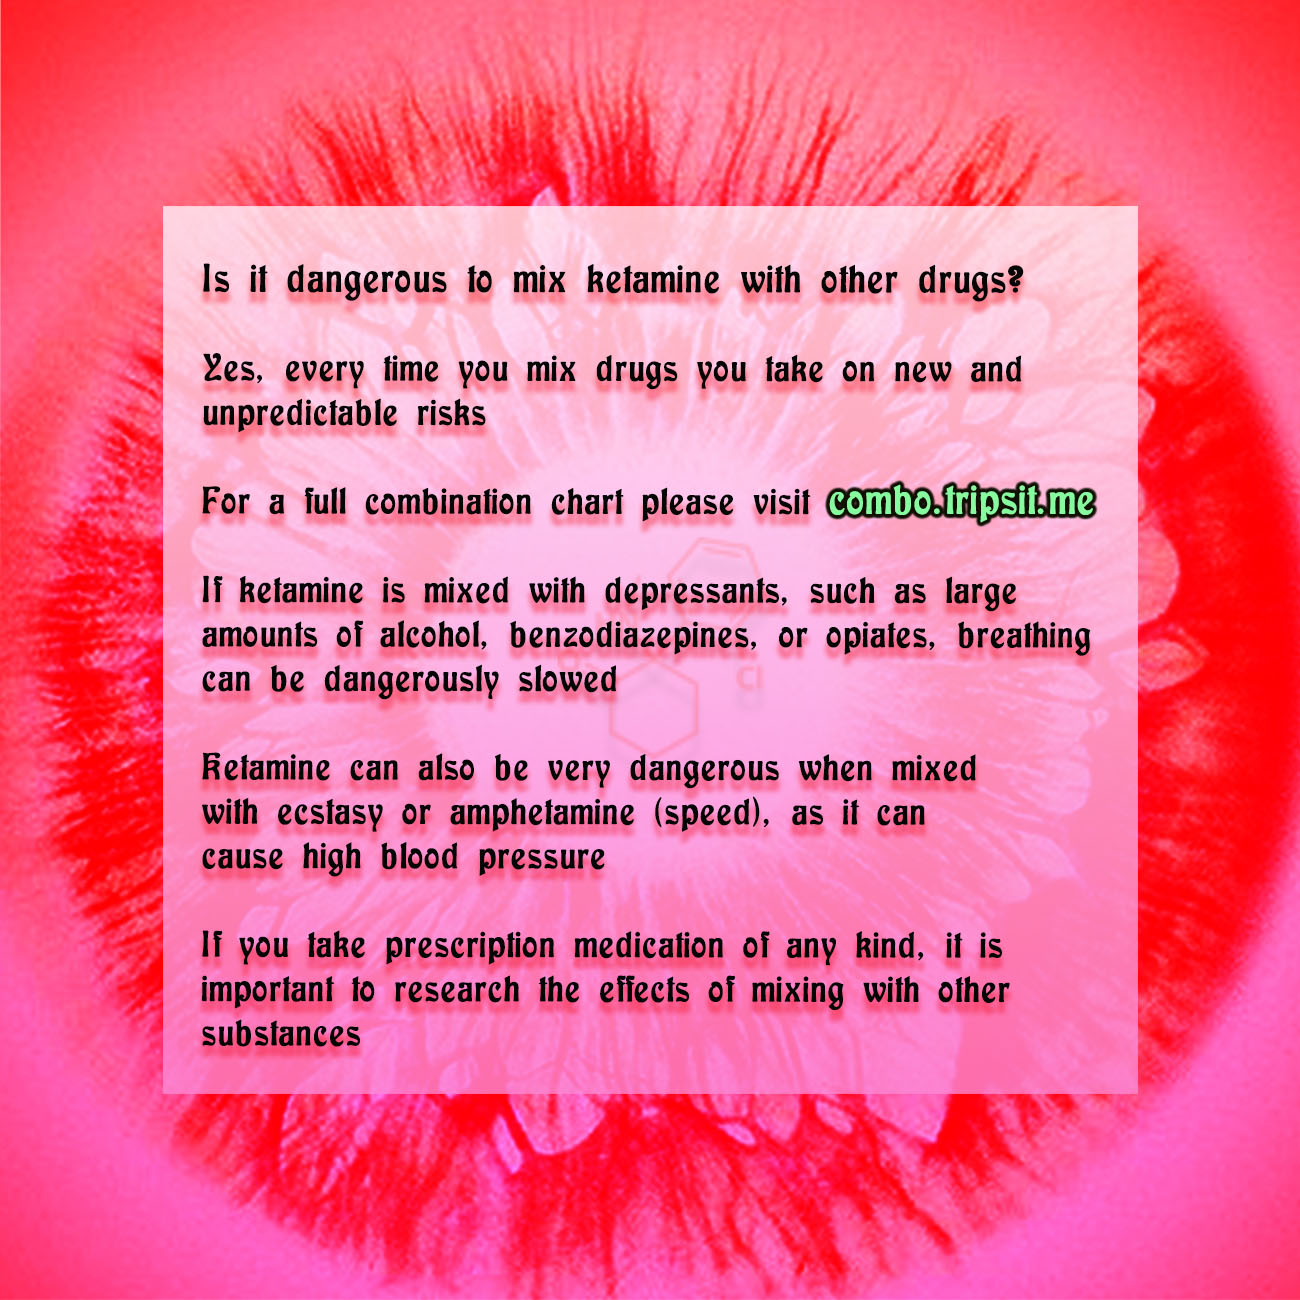 Is it dangerous to mix ketamine with other drugs?
Yes, every time you mix drugs you take on new and
unpredictable risks
For a full combination chart please visit combo.tripsit.me
If ketamine is mixed with depressants, such as large
amounts of alcohol, benzodiazepines, or opiates, breathing
can be dangerously slowed
Cl
Ketamine can also be very dangerous when mixed
with ecstasy or amphetamine (speed), as it can
cause high blood pressure
If you take prescription medication of any kind, it is
important to research the effects of mixing with other
substances